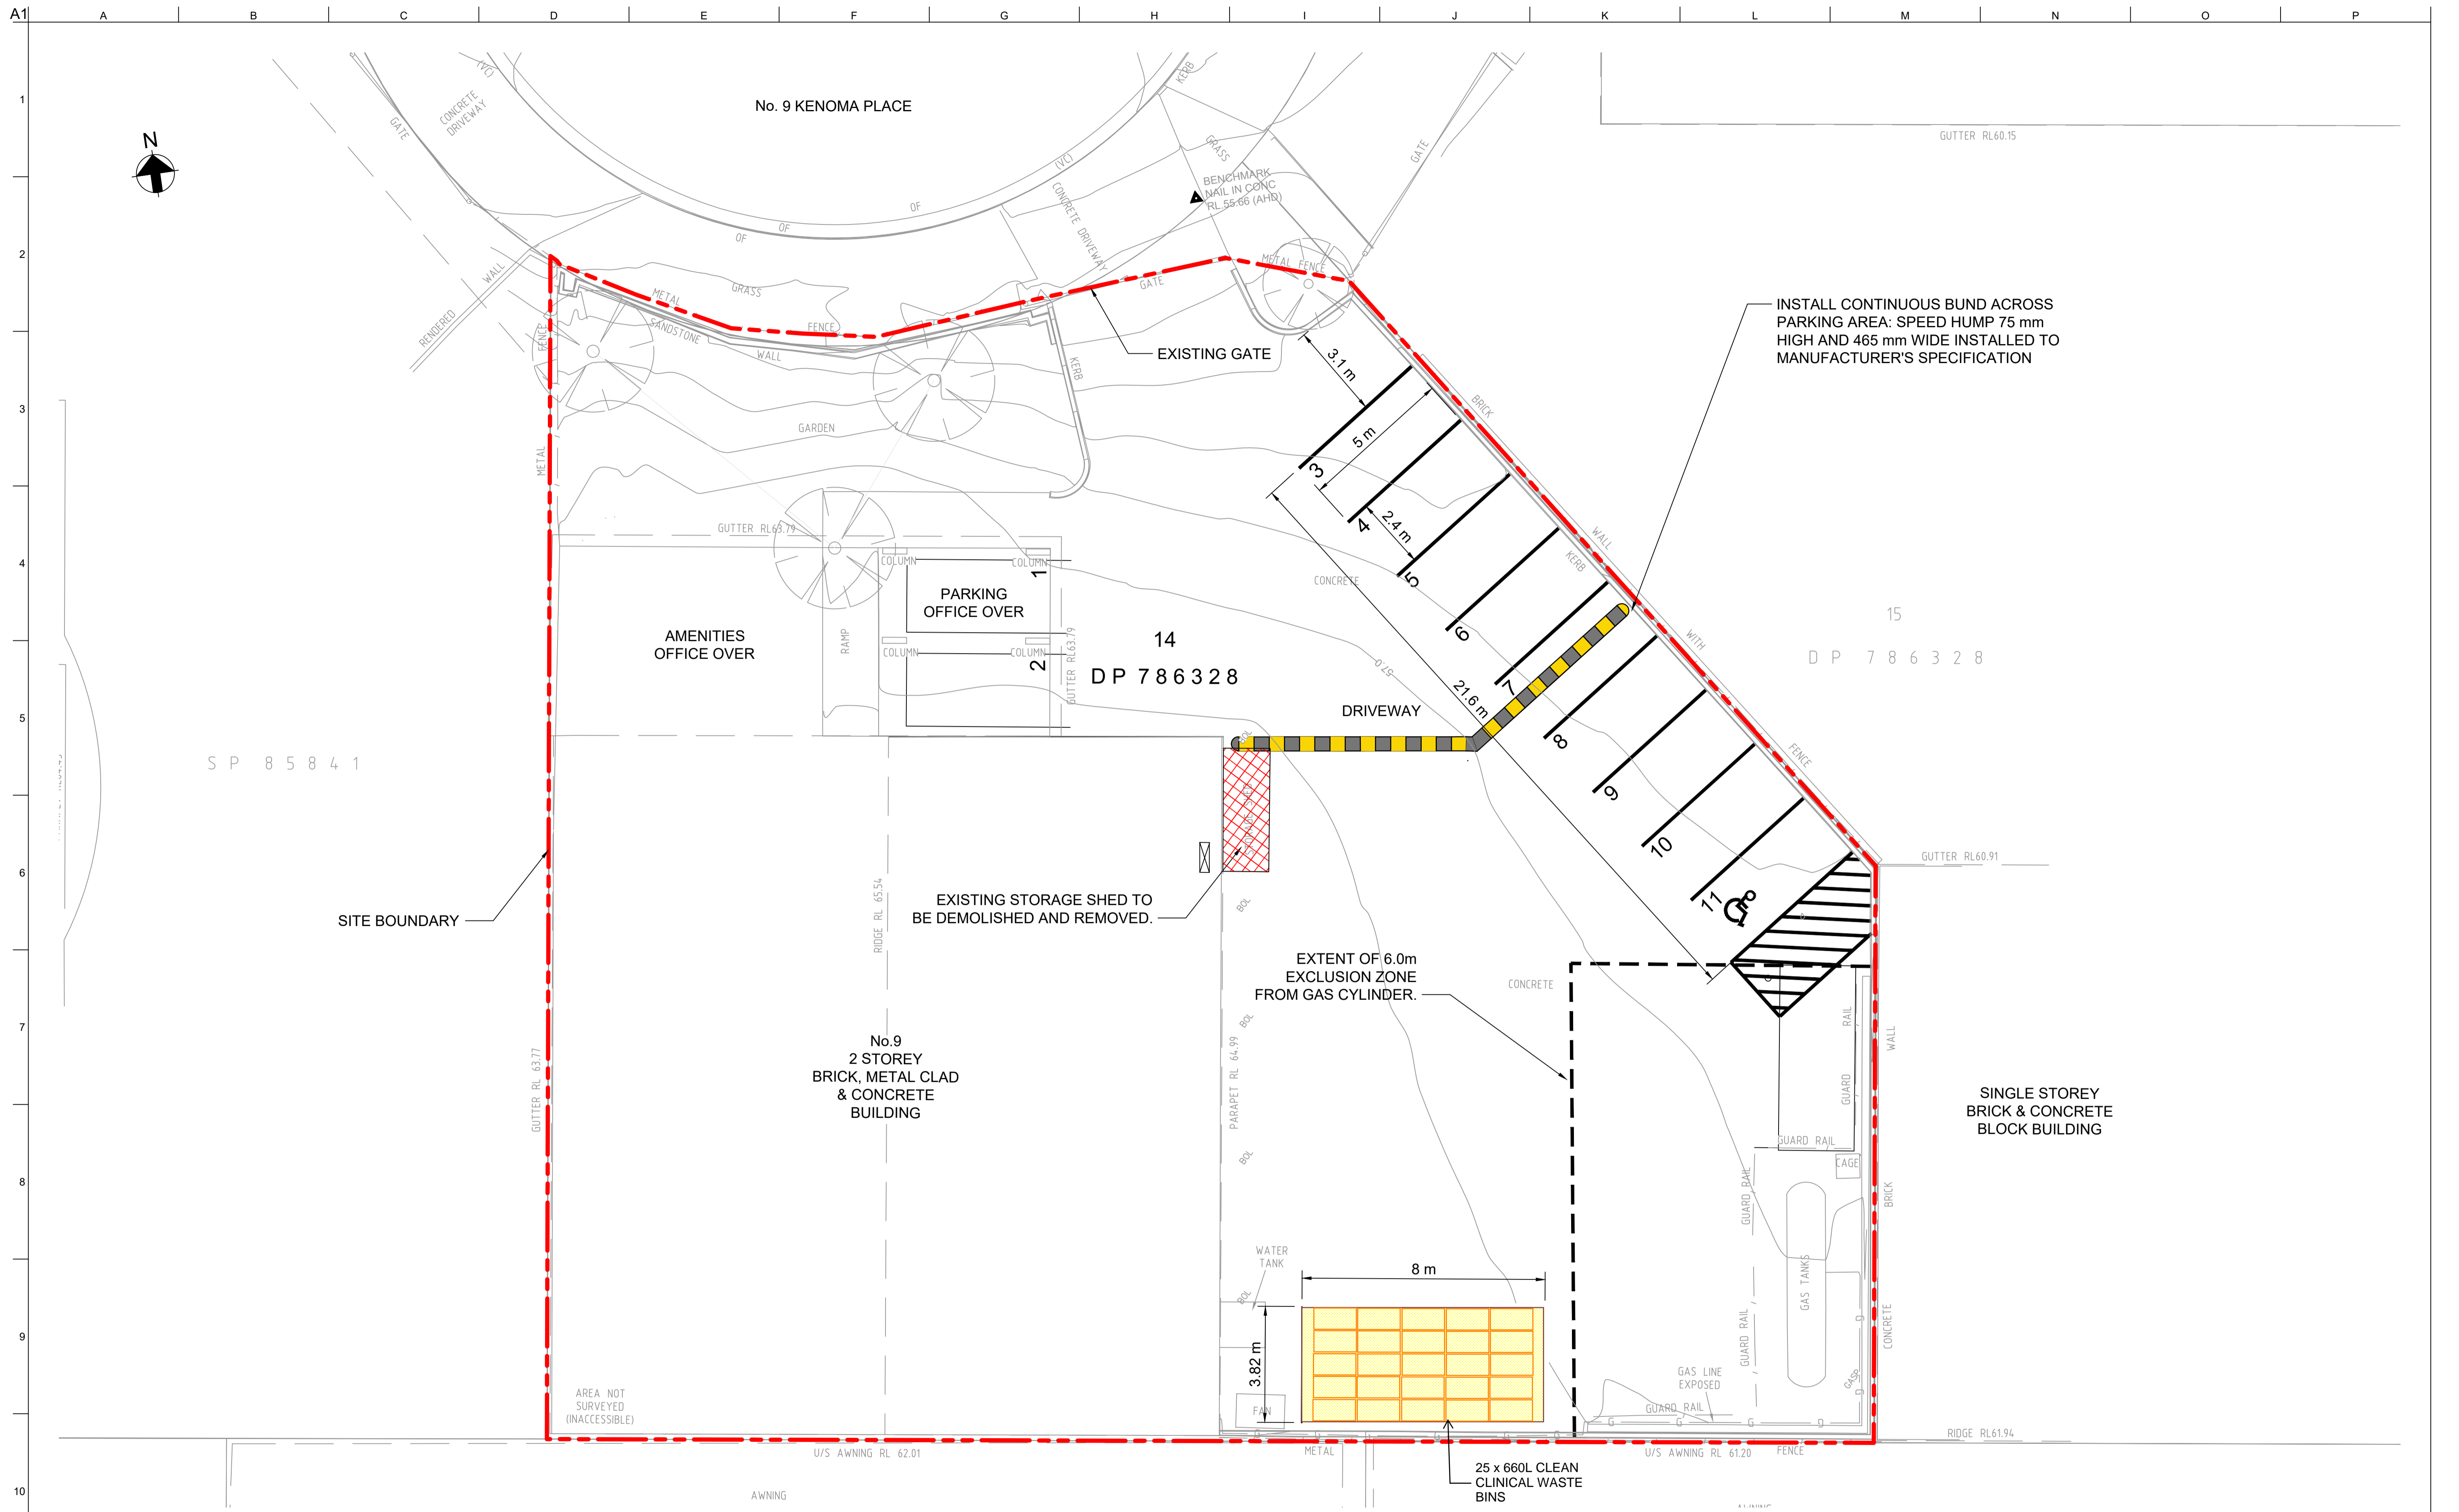 A1
A
B
C
D
E
F
G
H
I
J
K
L
M
N
O
P
1
2
3
4
5
6
7
8
9
10
N
(VC)
CONCRETE
DRIVEWAY
GATE
No. 9 KENOMA PLACE
KERB
GRASS
GATE
GUTTER RL60.15
(VC)
BENCHMARK
NAIL IN CONC
RL.55.66 (AHD)
CONCRETE DRIVEWAY
OF
OF
OF
RENDERED
WALL
METAL
GRASS
FENCE
SANDSTONE
WALL
GATE
METAL FENCE
FENCE
METAL
KERB
EXISTING GATE
INSTALL CONTINUOUS BUND ACROSS
PARKING AREA: SPEED HUMP 75 mm
HIGH AND 465 mm WIDE INSTALLED TO
MANUFACTURER'S SPECIFICATION
3.1 m
5 m
2.4 m
21.6 m
BRICK
WALL
WITH
FENCE
KERB
3
4
5
6
7
8
9
10
11
GARDEN
GUTTER RL63.79
COLUMN
COLUMN
1
PARKING
OFFICE OVER
COLUMN
COLUMN
2
AMENITIES
OFFICE OVER
RAMP
GUTTER RL63.79
14
DP 786328
CONCRETE
57.0
DRIVEWAY
15
DP 786328
SP 85841
BOL
STORAGE SHED
GUTTER RL60.91
SITE BOUNDARY
RIDGE RL 65.54
EXISTING STORAGE SHED TO
BE DEMOLISHED AND REMOVED.
BOL
EXTENT OF 6.0m
EXCLUSION ZONE
FROM GAS CYLINDER.
CONCRETE
BOL
RAIL
GUARD
WALL
No.9
2 STOREY
BRICK, METAL CLAD
& CONCRETE
BUILDING
GUTTER RL 63.77
PARAPET RL 64.99
SINGLE STOREY
BRICK & CONCRETE
BLOCK BUILDING
BOL
GUARD RAIL
CAGE
GUARD RAIL
BRICK
WATER
TANK
BOL
8 m
3.82 m
GAS TANKS
GUARD RAIL
CONCRETE
GAS LINE
EXPOSED
GAS
GUARD RAIL
FAN
AREA NOT
SURVEYED
(INACCESSIBLE)
G
G
G
G
G
G
G
G
G
METAL
U/S AWNING RL 62.01
U/S AWNING RL 61.20
FENCE
RIDGE RL61.94
25 x 660L CLEAN
CLINICAL WASTE
BINS
AWNING